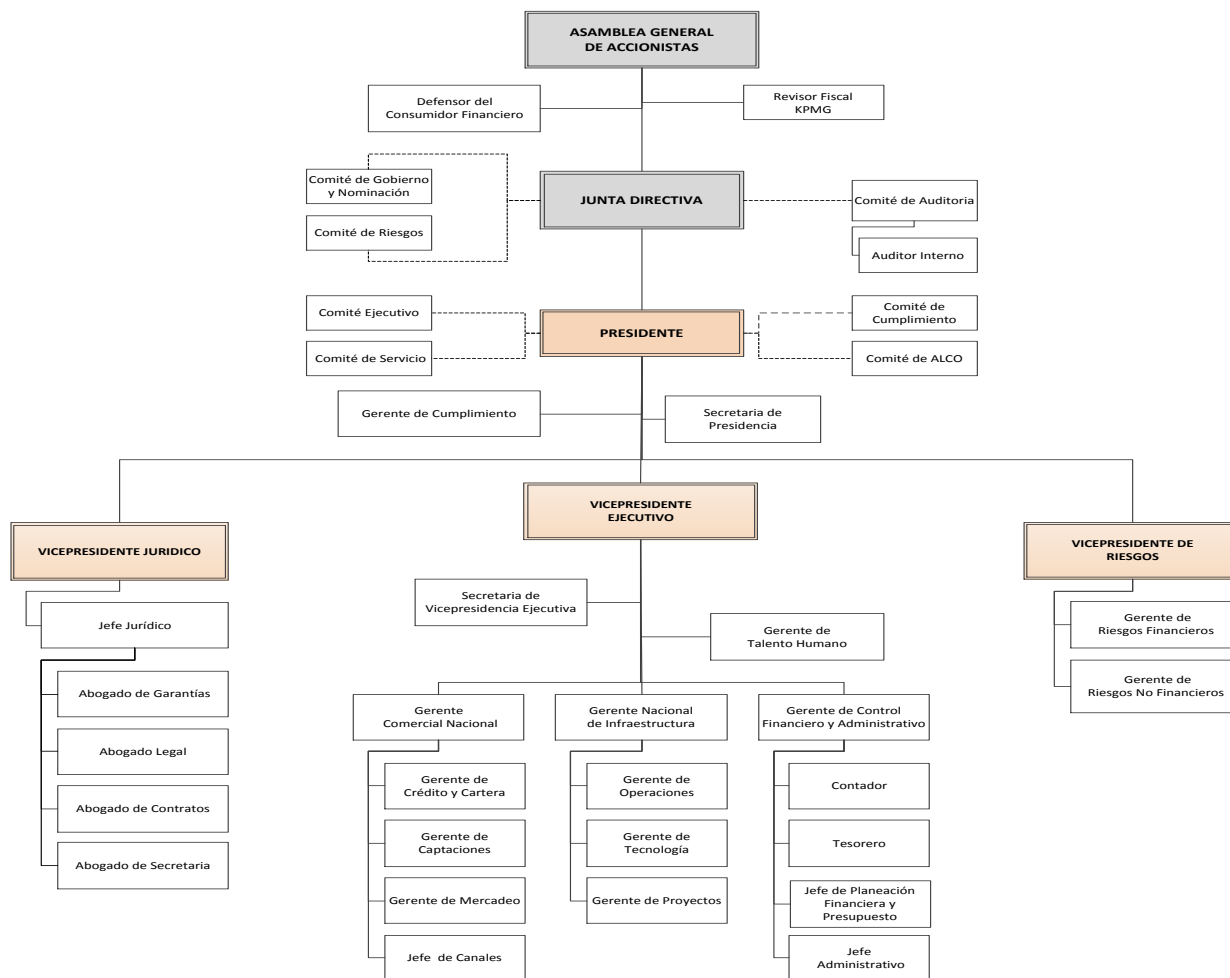 ASAMBLEA GENERAL
DE ACCIONISTAS
Defensor del
Consumidor Financiero
Revisor Fiscal
KPMG
Comité de Gobierno
y Nominación
JUNTA DIRECTIVA
Comité de Auditoria
Comité de Riesgos
Auditor Interno
Comité Ejecutivo
PRESIDENTE
Comité de
Cumplimiento
Comité de Servicio
Comité de ALCO
Gerente de Cumplimiento
Secretaria de
Presidencia
VICEPRESIDENTE JURIDICO
VICEPRESIDENTE
EJECUTIVO
VICEPRESIDENTE DE
RIESGOS
Jefe Jurídico
Abogado de Garantías
Abogado Legal
Abogado de Contratos
Abogado de Secretaria
Secretaria de
Vicepresidencia Ejecutiva
Gerente de
Talento Humano
Gerente
Comercial Nacional
Gerente de
Crédito y Cartera
Gerente de
Captaciones
Gerente de Mercadeo
Jefe de Canales
Gerente Nacional
de Infraestructura
Gerente de
Operaciones
Gerente de
Tecnología
Gerente de Proyectos
Gerente de Control
Financiero y Administrativo
Contador
Tesorero
Jefe de Planeación
Financiera y
Presupuesto
Jefe
Administrativo
Gerente de
Riesgos Financieros
Gerente de
Riesgos No Financieros